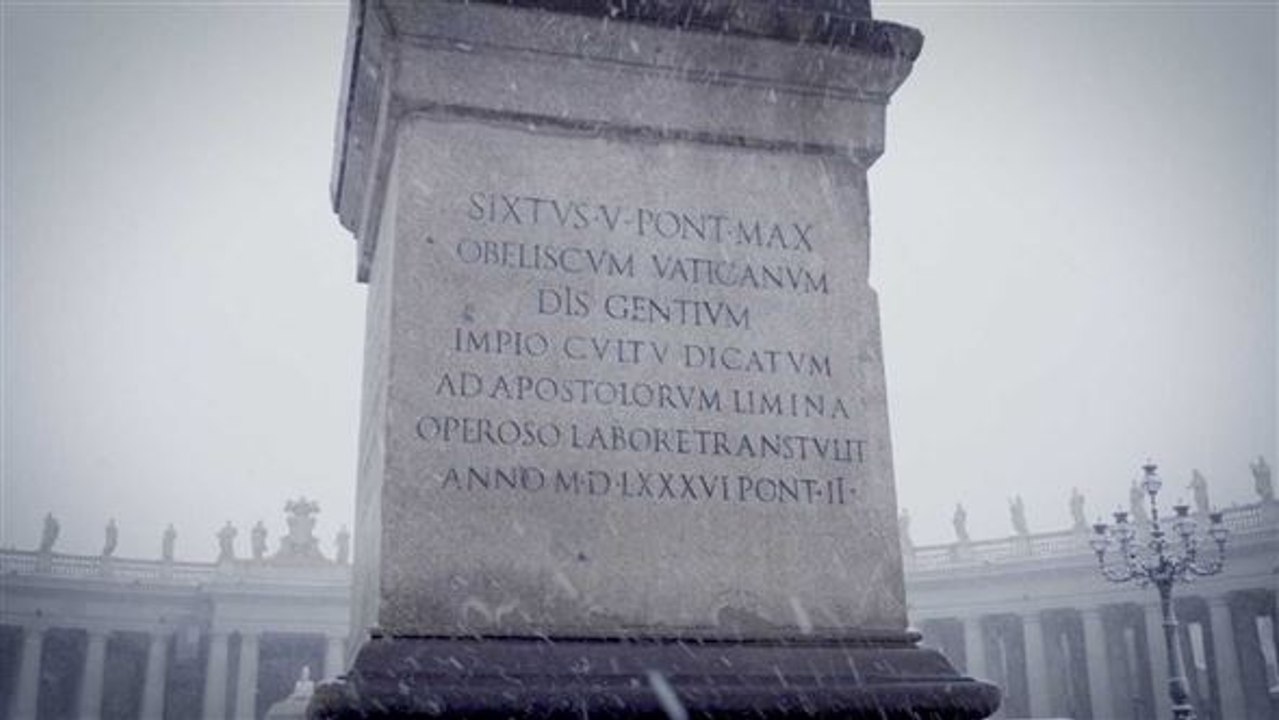 SIXTVS·V·PONT·MAX
OBELISCVM VATICANVM
DIS GENTIVM
IMPIO CVLTV DICATVM
AD APOSTOLORVM LIMINA
OPEROSO LABORE TRANSTVLIT
ANNO M·D·LXXXVI PONT·II·